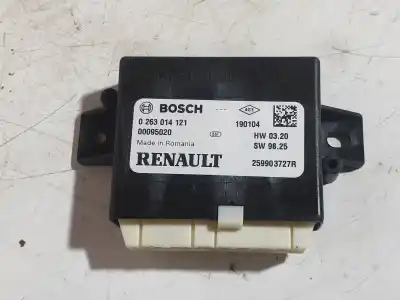 BOSCH
0 263 014 121
190104
00095020
HW 03.20
Made in Romania
SW 98.25
RENAULT
259903727R